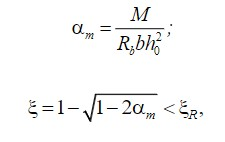 α_m = M / (R_b b h_0^2);
ξ = 1 − √(1 − 2α_m) < ξ_R,